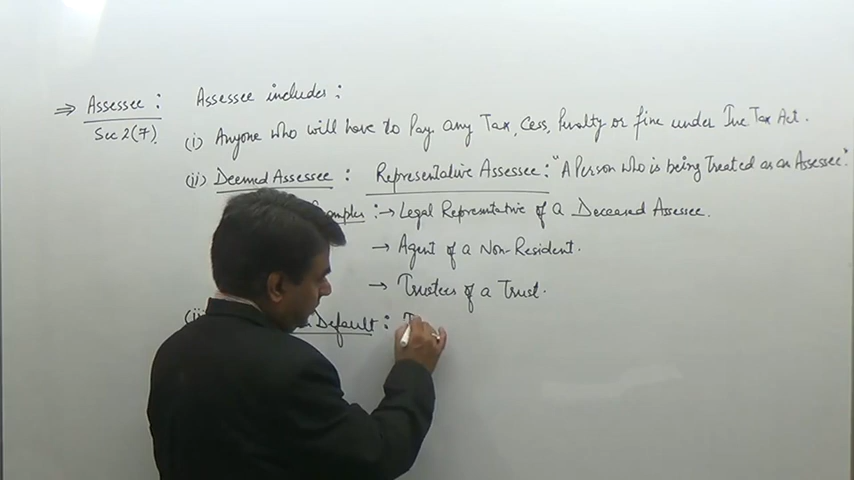 ⇒ Assessee : Assessee includes :
Sec 2(7).
(i) Anyone who will have to Pay any Tax, Cess, Penalty or fine under Inc Tax Act.
(ii) Deemed Assessee : Representative Assessee : "A Person who is being treated as an Assessee."
:→ Legal Representative of a Deceased Assessee.
→ Agent of a Non-Resident.
→ Trustees of a Trust.
Default :